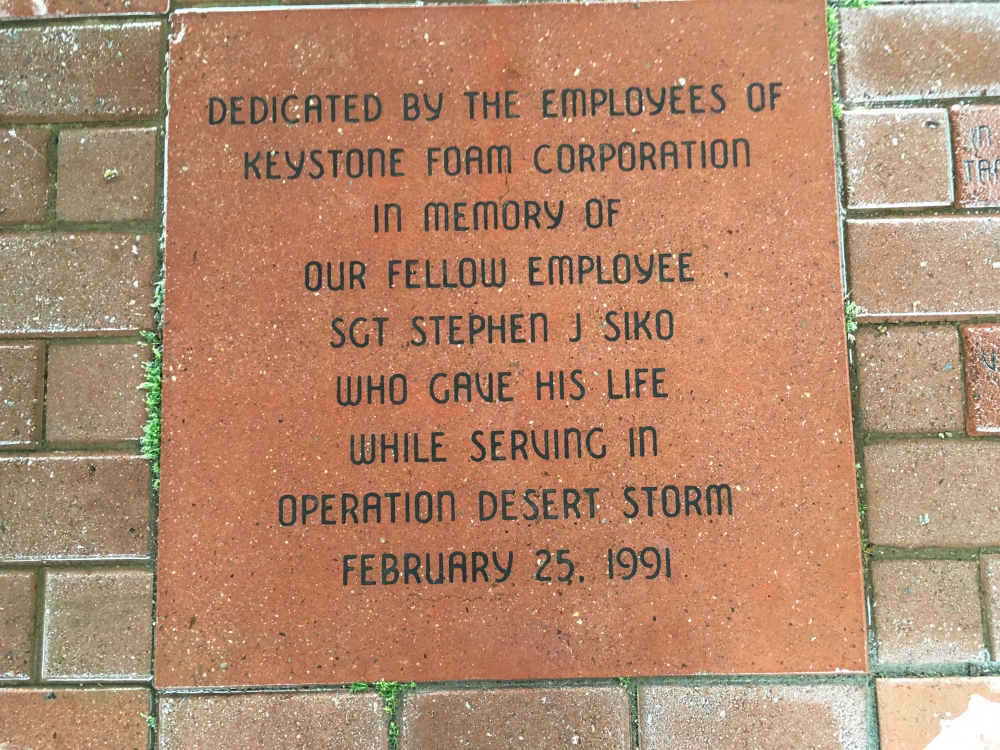 DEDICATED BY THE EMPLOYEES OF
KEYSTONE FOAM CORPORATION
IN MEMORY OF
OUR FELLOW EMPLOYEE
SGT STEPHEN J SIKO
WHO GAVE HIS LIFE
WHILE SERVING IN
OPERATION DESERT STORM
FEBRUARY 25, 1991
IN